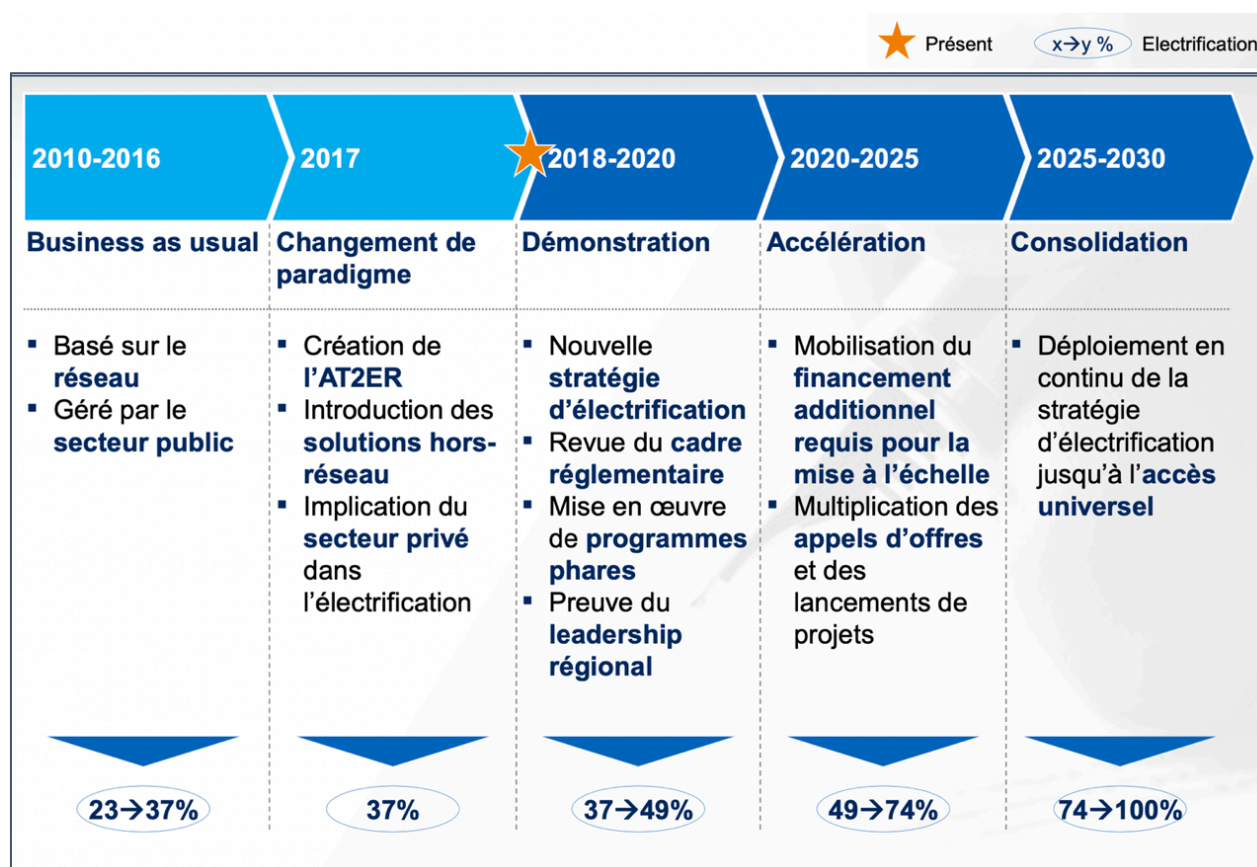 Présent
x→y %
Electrification
2010-2016
2017
2018-2020
2020-2025
2025-2030
Business as usual
Changement de
paradigme
Démonstration
Accélération
Consolidation
▪ Basé sur le
réseau
▪ Géré par le
secteur public
▪ Création de
l'AT2ER
▪ Introduction des
solutions hors-
réseau
▪ Implication du
secteur privé
dans
l'électrification
▪ Nouvelle
stratégie
d'électrification
▪ Revue du cadre
réglementaire
▪ Mise en œuvre
de programmes
phares
▪ Preuve du
leadership
régional
▪ Mobilisation du
financement
additionnel
requis pour la
mise à l'échelle
▪ Multiplication des
appels d'offres
et des
lancements de
projets
▪ Déploiement en
continu de la
stratégie
d'électrification
jusqu'à l'accès
universel
23→37%
37%
37→49%
49→74%
74→100%